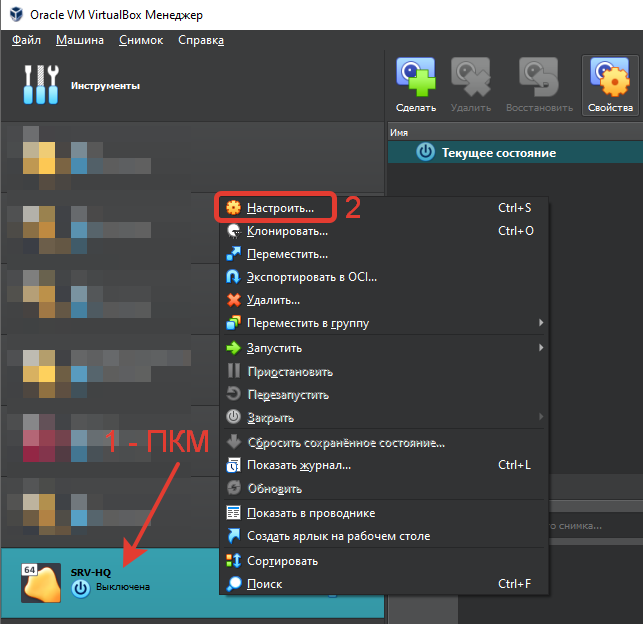 Oracle VM VirtualBox Менеджер
Файл Машина Снимок Справка
Инструменты
Сделать Удалить Восстановить Свойства
Имя
Текущее состояние
Настроить... Ctrl+S
2
Клонировать... Ctrl+O
Переместить...
Экспортировать в OCI...
Удалить...
Переместить в группу
Запустить
Приостановить
Перезапустить
Закрыть
1 - ПКМ
Сбросить сохранённое состояние...
Показать журнал... Ctrl+L
Обновить
Показать в проводнике
снимка...
Создать ярлык на рабочем столе
Сортировать
Поиск Ctrl+F
64
SRV-HQ
Выключена